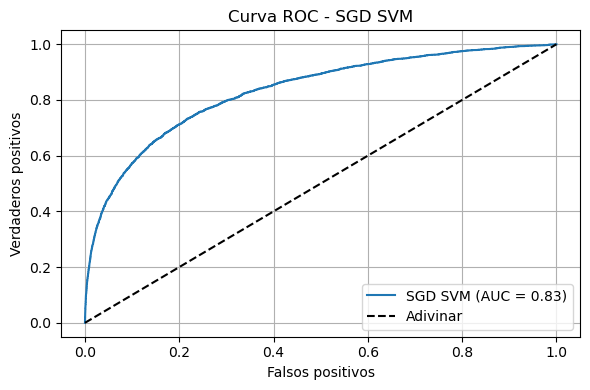 Curva ROC - SGD SVM
Verdaderos positivos
1.0
0.8
0.6
0.4
0.2
0.0
0.0 0.2 0.4 0.6 0.8 1.0
Falsos positivos
SGD SVM (AUC = 0.83)
Adivinar